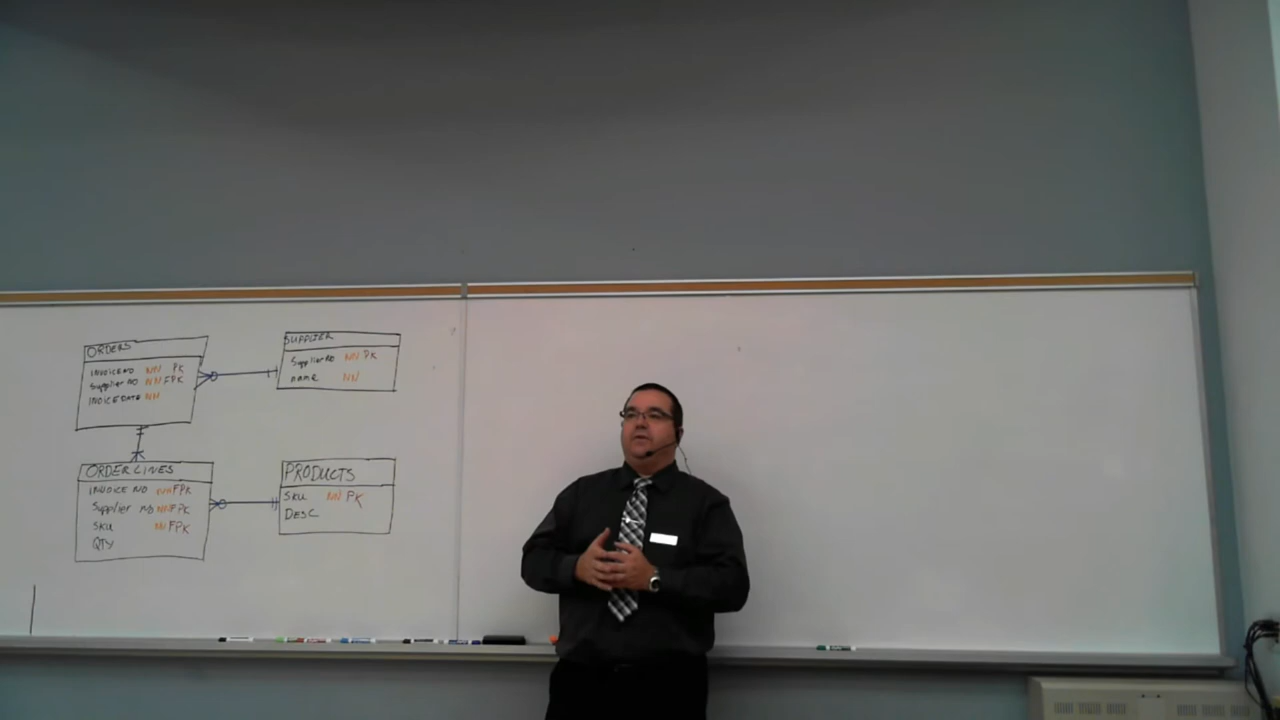 ORDERS
INVOICE NO NN PK
Supplier NO NN FPK
INOICE DATE NN
SUPPLIER
Supplier NO NN PK
name NN
ORDER LINES
INVOICE NO NN FPK
Supplier NO NN FPK
SKU NN FPK
QTY
PRODUCTS
SKU NN PK
DESC